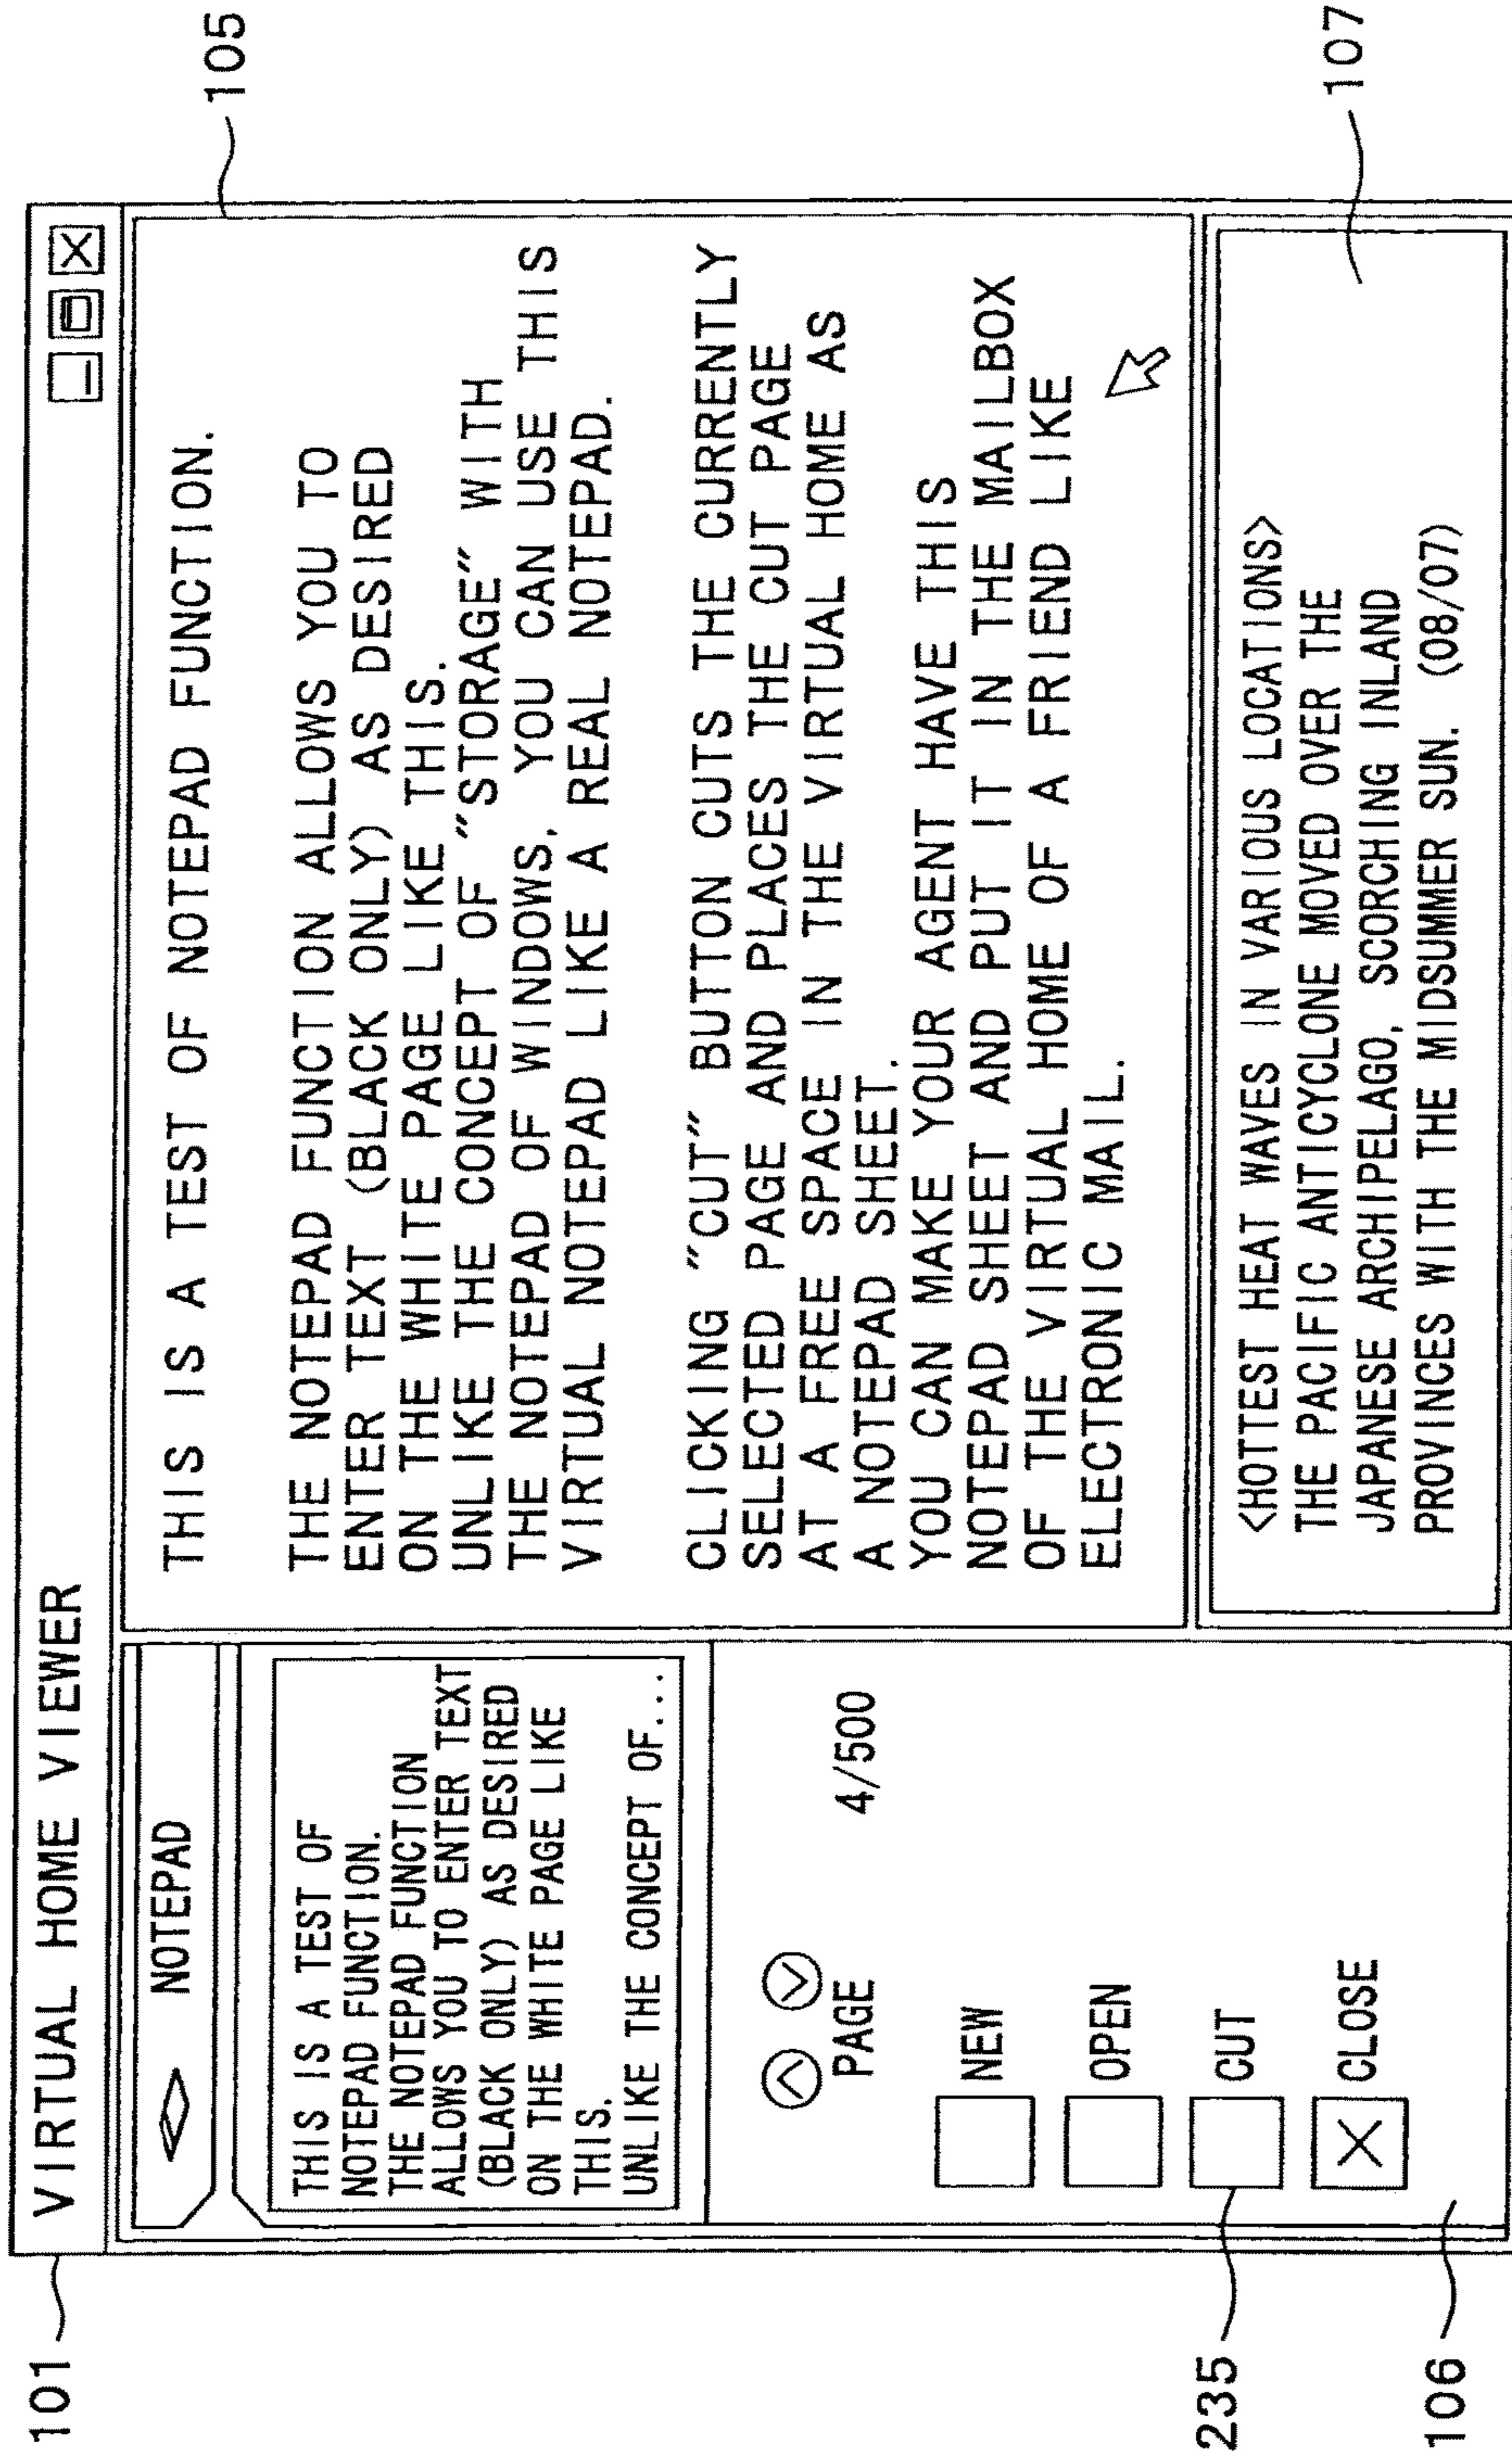 101
VIRTUAL HOME VIEWER
NOTEPAD
THIS IS A TEST OF
NOTEPAD FUNCTION.
THE NOTEPAD FUNCTION
ALLOWS YOU TO ENTER TEXT
(BLACK ONLY) AS DESIRED
ON THE WHITE PAGE LIKE
THIS.
UNLIKE THE CONCEPT OF...
PAGE 4/500
NEW
OPEN
235
CUT
CLOSE
106
105
THIS IS A TEST OF NOTEPAD FUNCTION.
THE NOTEPAD FUNCTION ALLOWS YOU TO
ENTER TEXT (BLACK ONLY) AS DESIRED
ON THE WHITE PAGE LIKE THIS.
UNLIKE THE CONCEPT OF "STORAGE" WITH
THE NOTEPAD OF WINDOWS, YOU CAN USE THIS
VIRTUAL NOTEPAD LIKE A REAL NOTEPAD.
CLICKING "CUT" BUTTON CUTS THE CURRENTLY
SELECTED PAGE AND PLACES THE CUT PAGE
AT A FREE SPACE IN THE VIRTUAL HOME AS
A NOTEPAD SHEET.
YOU CAN MAKE YOUR AGENT HAVE THIS
NOTEPAD SHEET AND PUT IT IN THE MAILBOX
OF THE VIRTUAL HOME OF A FRIEND LIKE
ELECTRONIC MAIL.
107
<HOTTEST HEAT WAVES IN VARIOUS LOCATIONS>
THE PACIFIC ANTICYCLONE MOVED OVER THE
JAPANESE ARCHIPELAGO, SCORCHING INLAND
PROVINCES WITH THE MIDSUMMER SUN. (08/07)